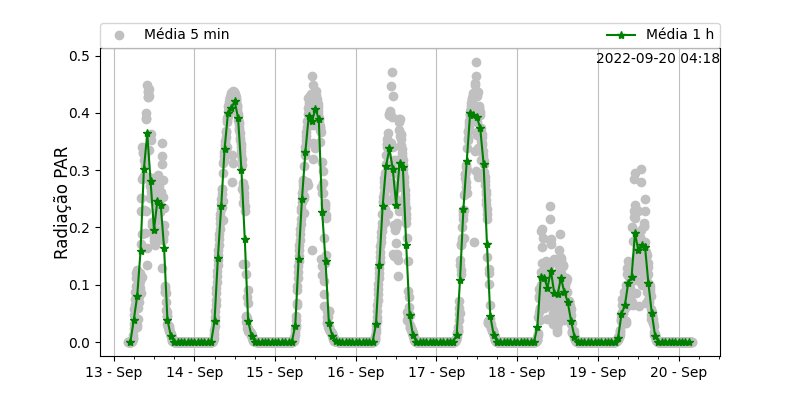 Média 5 min
Média 1 h
2022-09-20 04:18
Radiação PAR
0.5
0.4
0.3
0.2
0.1
0.0
13 - Sep
14 - Sep
15 - Sep
16 - Sep
17 - Sep
18 - Sep
19 - Sep
20 - Sep